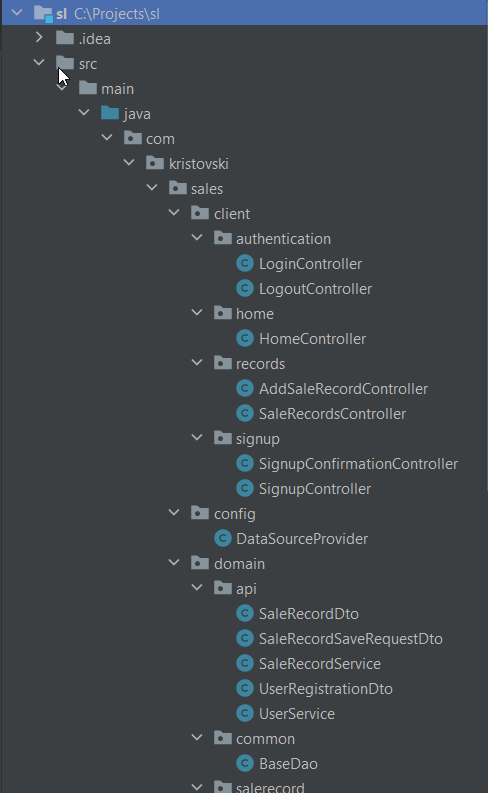 sl C:\Projects\sl
.idea
src
main
java
com
kristovski
sales
client
authentication
C LoginController
C LogoutController
home
C HomeController
records
C AddSaleRecordController
C SaleRecordsController
signup
C SignupConfirmationController
C SignupController
config
C DataSourceProvider
domain
api
C SaleRecordDto
C SaleRecordSaveRequestDto
C SaleRecordService
C UserRegistrationDto
C UserService
common
C BaseDao
salerecord